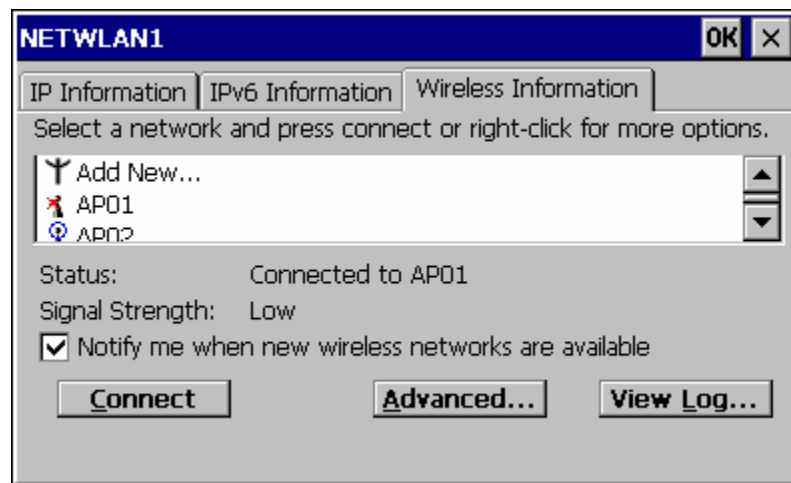 NETWLAN1 OK ×
IP Information IPv6 Information Wireless Information
Select a network and press connect or right-click for more options.
Add New...
AP01
AP02
Status: Connected to AP01
Signal Strength: Low
Notify me when new wireless networks are available
Connect Advanced... View Log...